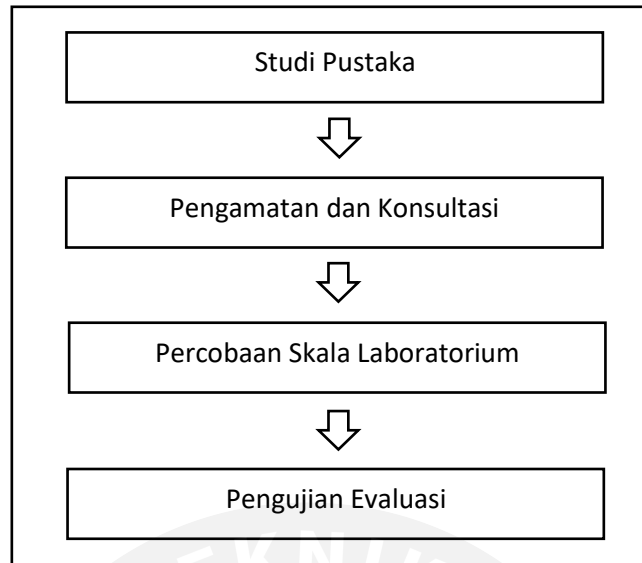 Studi Pustaka
Pengamatan dan Konsultasi
Percobaan Skala Laboratorium
Pengujian Evaluasi